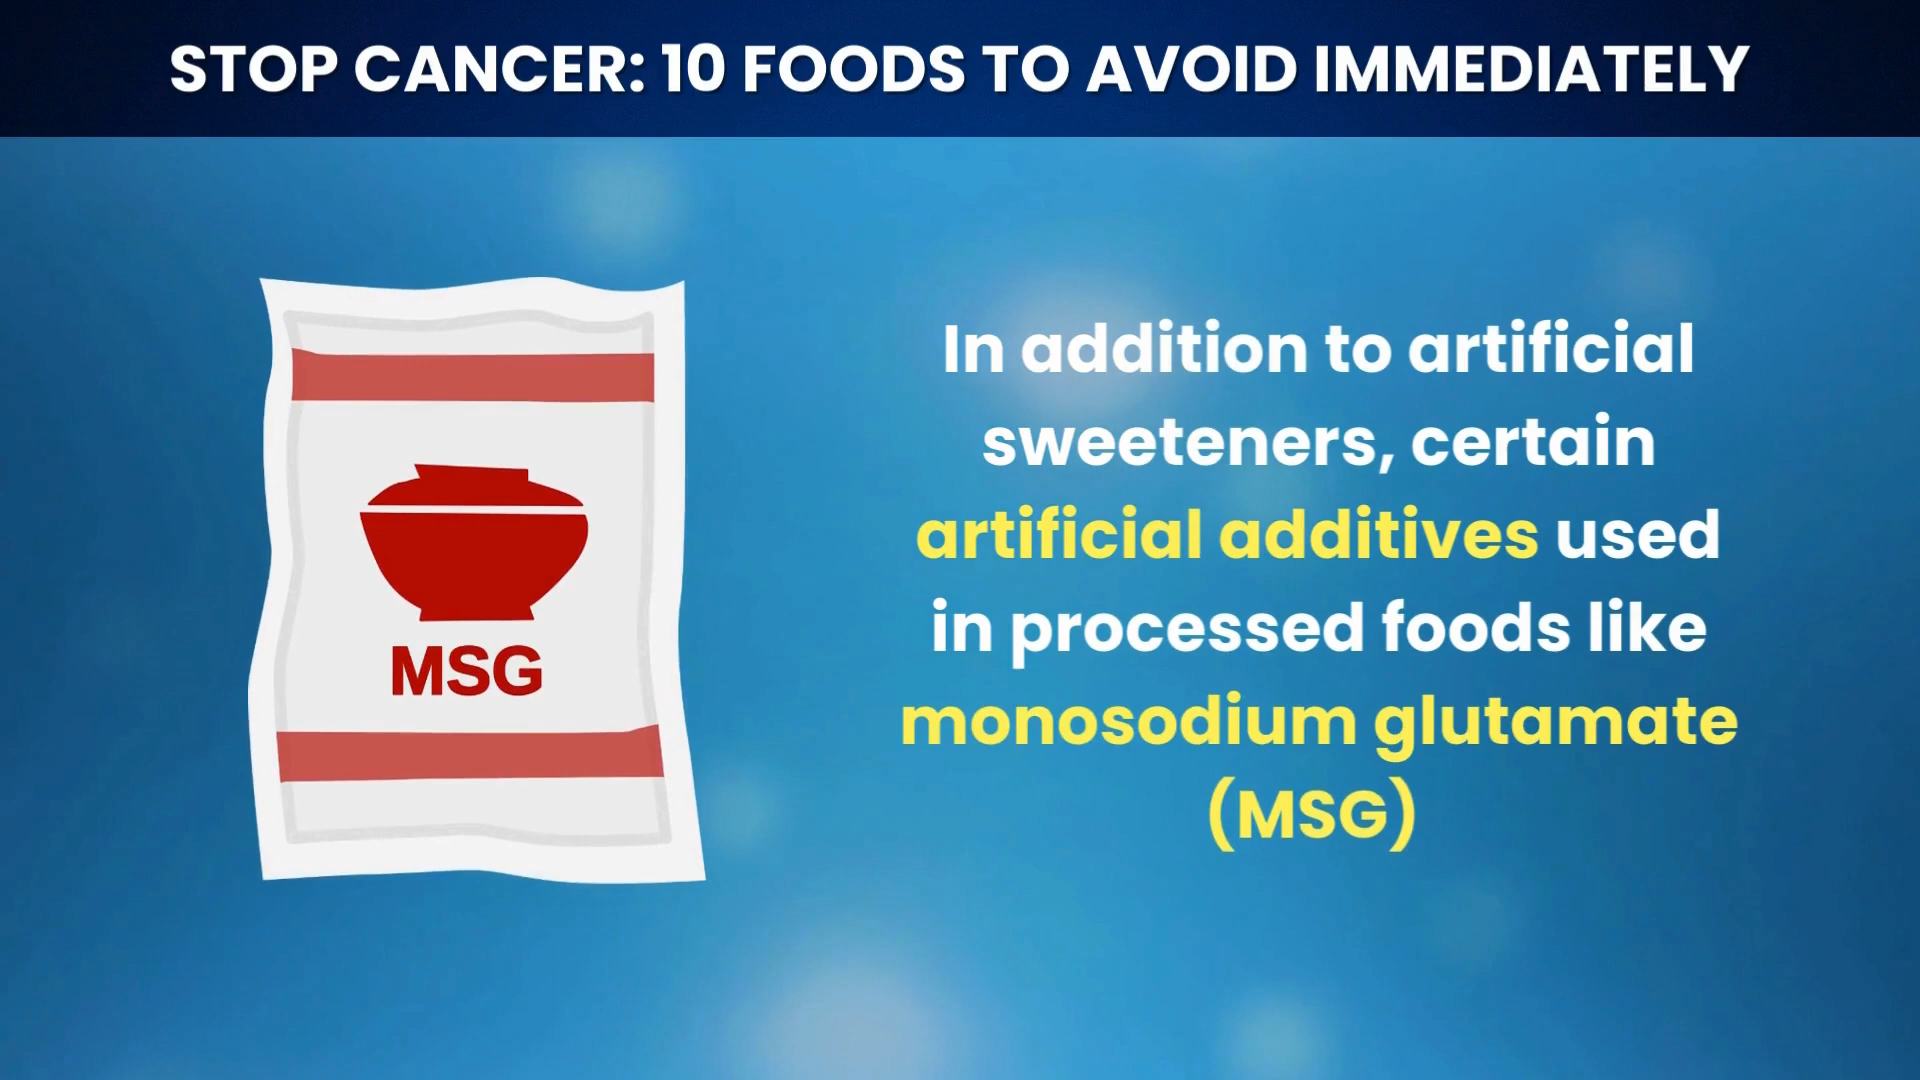 STOP CANCER: 10 FOODS TO AVOID IMMEDIATELY
MSG
In addition to artificial
sweeteners, certain
artificial additives used
in processed foods like
monosodium glutamate
(MSG)